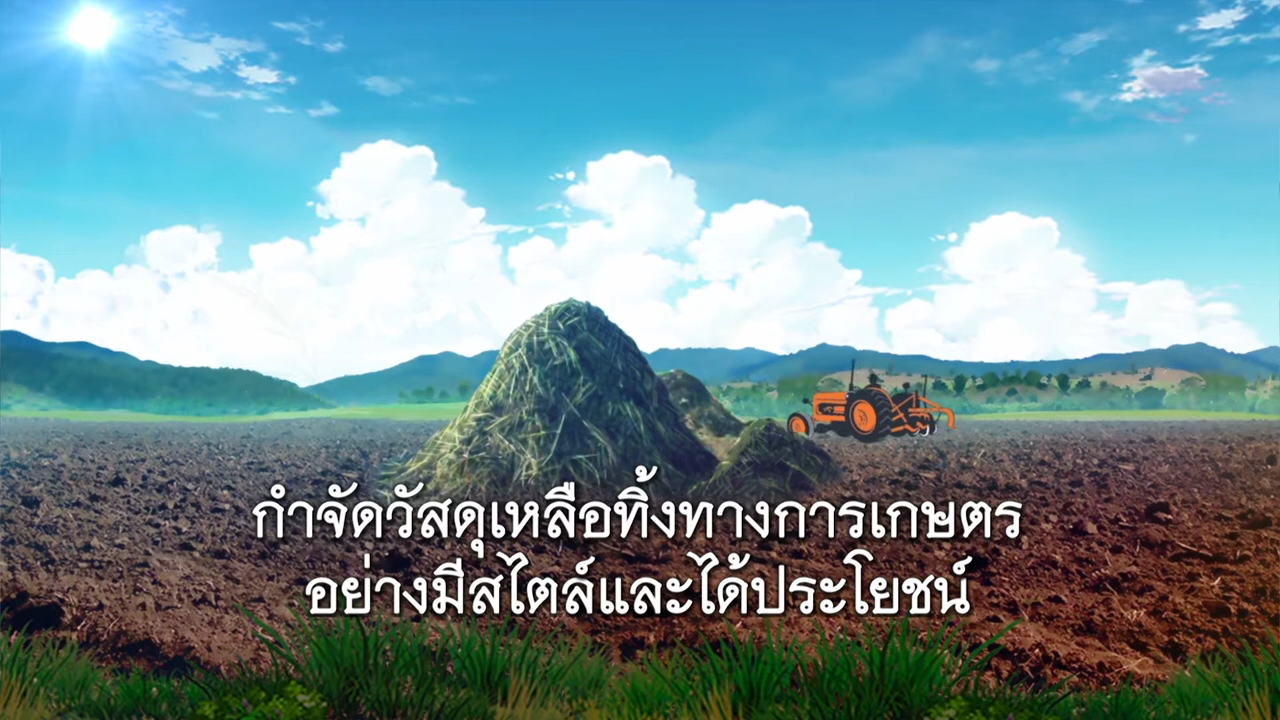 กำจัดวัสดุเหลือทิ้งทางการเกษตร
อย่างมีสไตล์และได้ประโยชน์